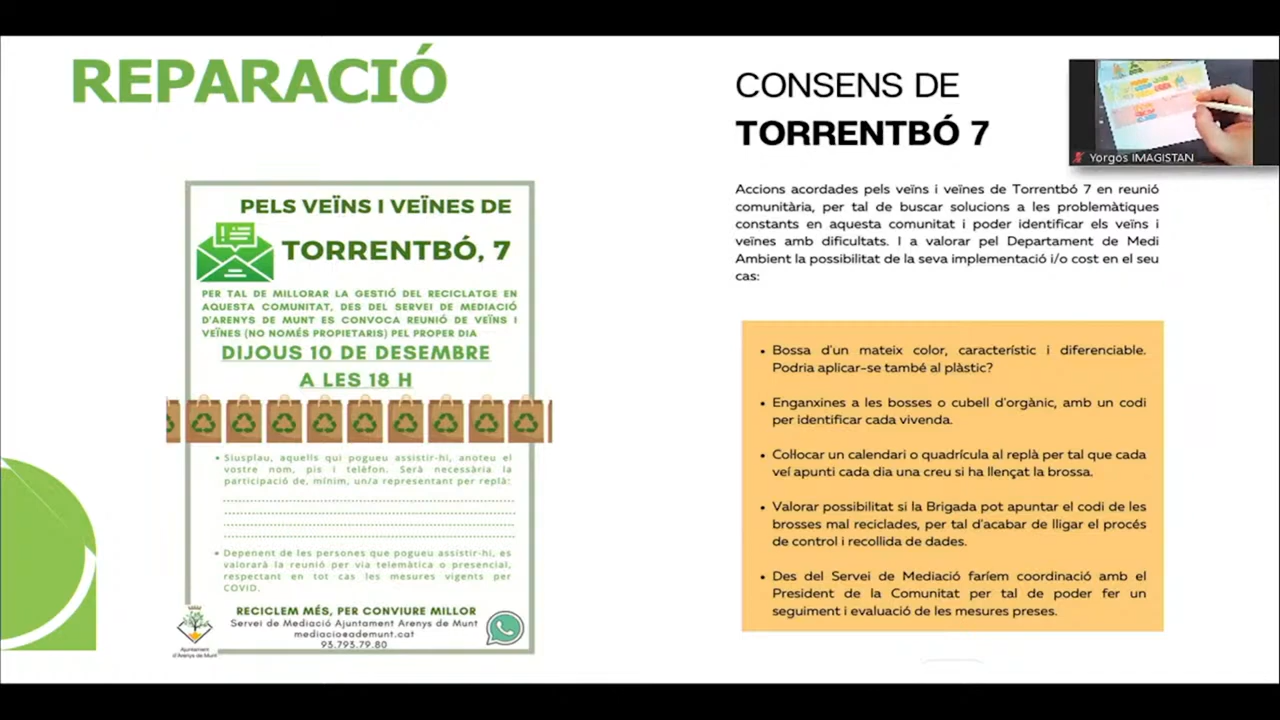 REPARACIÓ
PELS VEÏNS I VEÏNES DE
TORRENTBÓ, 7
PER TAL DE MILLORAR LA GESTIÓ DEL RECICLATGE EN
AQUESTA COMUNITAT, DES DEL SERVEI DE MEDIACIÓ
D'ARENYS DE MUNT ES CONVOCA REUNIÓ DE VEÏNS I
VEÏNES (NO NOMÉS PROPIETARIS) PEL PROPER DIA
DIJOUS 10 DE DESEMBRE
A LES 18 H
• Siusplau, aquells qui pogueu assistir-hi, anoteu el
vostre nom, pis i telèfon. Serà necessària la
participació de, mínim, un/a representant per replà:
• Depenent de les persones que pogueu assistir-hi, es
valorarà la reunió per via telemàtica o presencial,
respectant en tot cas les mesures vigents per
COVID.
RECICLEM MÉS, PER CONVIURE MILLOR
Servei de Mediació Ajuntament Arenys de Munt
mediacio@ademunt.cat
93.793.79.80
Ajuntament
d'Arenys de Munt
CONSENS DE
TORRENTBÓ 7
Accions acordades pels veïns i veïnes de Torrentbó 7 en reunió
comunitària, per tal de buscar solucions a les problemàtiques
constants en aquesta comunitat i poder identificar els veïns i
veïnes amb dificultats. I a valorar pel Departament de Medi
Ambient la possibilitat de la seva implementació i/o cost en el seu
cas:
• Bossa d'un mateix color, característic i diferenciable.
Podria aplicar-se també al plàstic?
• Enganxines a les bosses o cubell d'orgànic, amb un codi
per identificar cada vivenda.
• Col·locar un calendari o quadrícula al replà per tal que cada
veí apunti cada dia una creu si ha llençat la brossa.
• Valorar possibilitat si la Brigada pot apuntar el codi de les
brosses mal reciclades, per tal d'acabar de lligar el procés
de control i recollida de dades.
• Des del Servei de Mediació faríem coordinació amb el
President de la Comunitat per tal de poder fer un
seguiment i evaluació de les mesures preses.
Yorgos IMAGISTAN